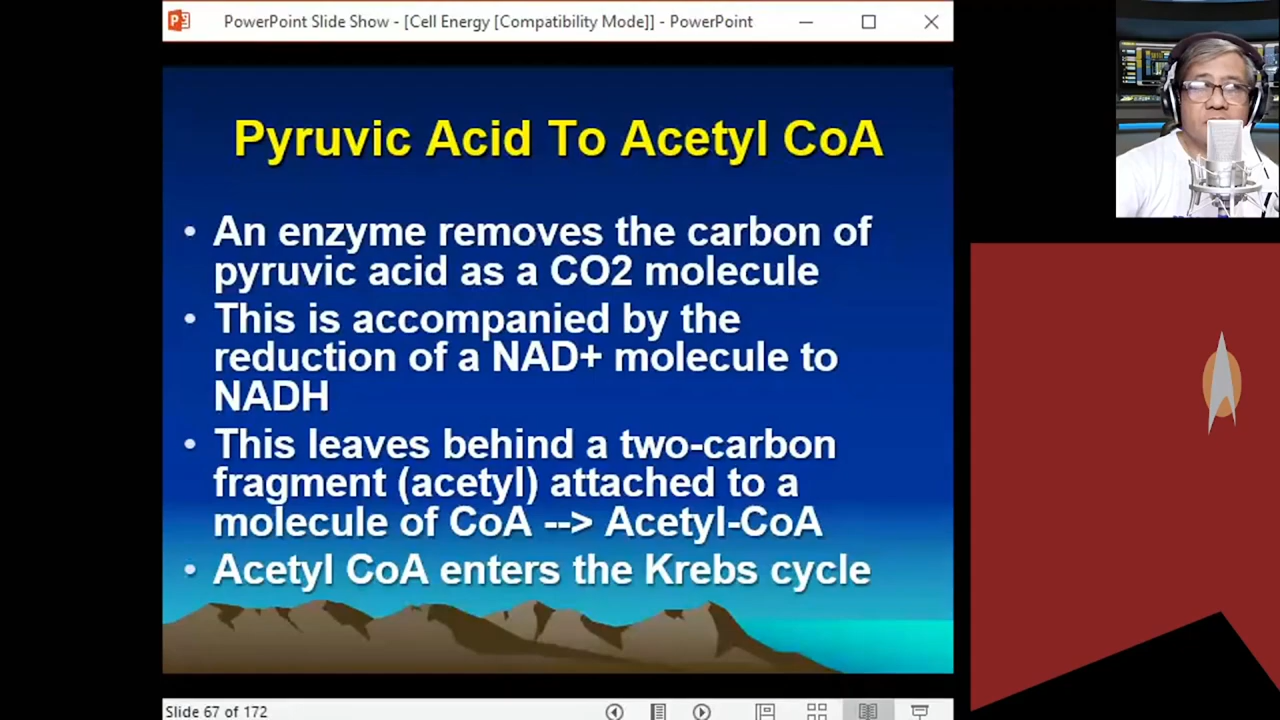 PowerPoint Slide Show - [Cell Energy [Compatibility Mode]] - PowerPoint
Pyruvic Acid To Acetyl CoA
• An enzyme removes the carbon of
pyruvic acid as a CO2 molecule
• This is accompanied by the
reduction of a NAD+ molecule to
NADH
• This leaves behind a two-carbon
fragment (acetyl) attached to a
molecule of CoA --> Acetyl-CoA
• Acetyl CoA enters the Krebs cycle
Slide 67 of 172